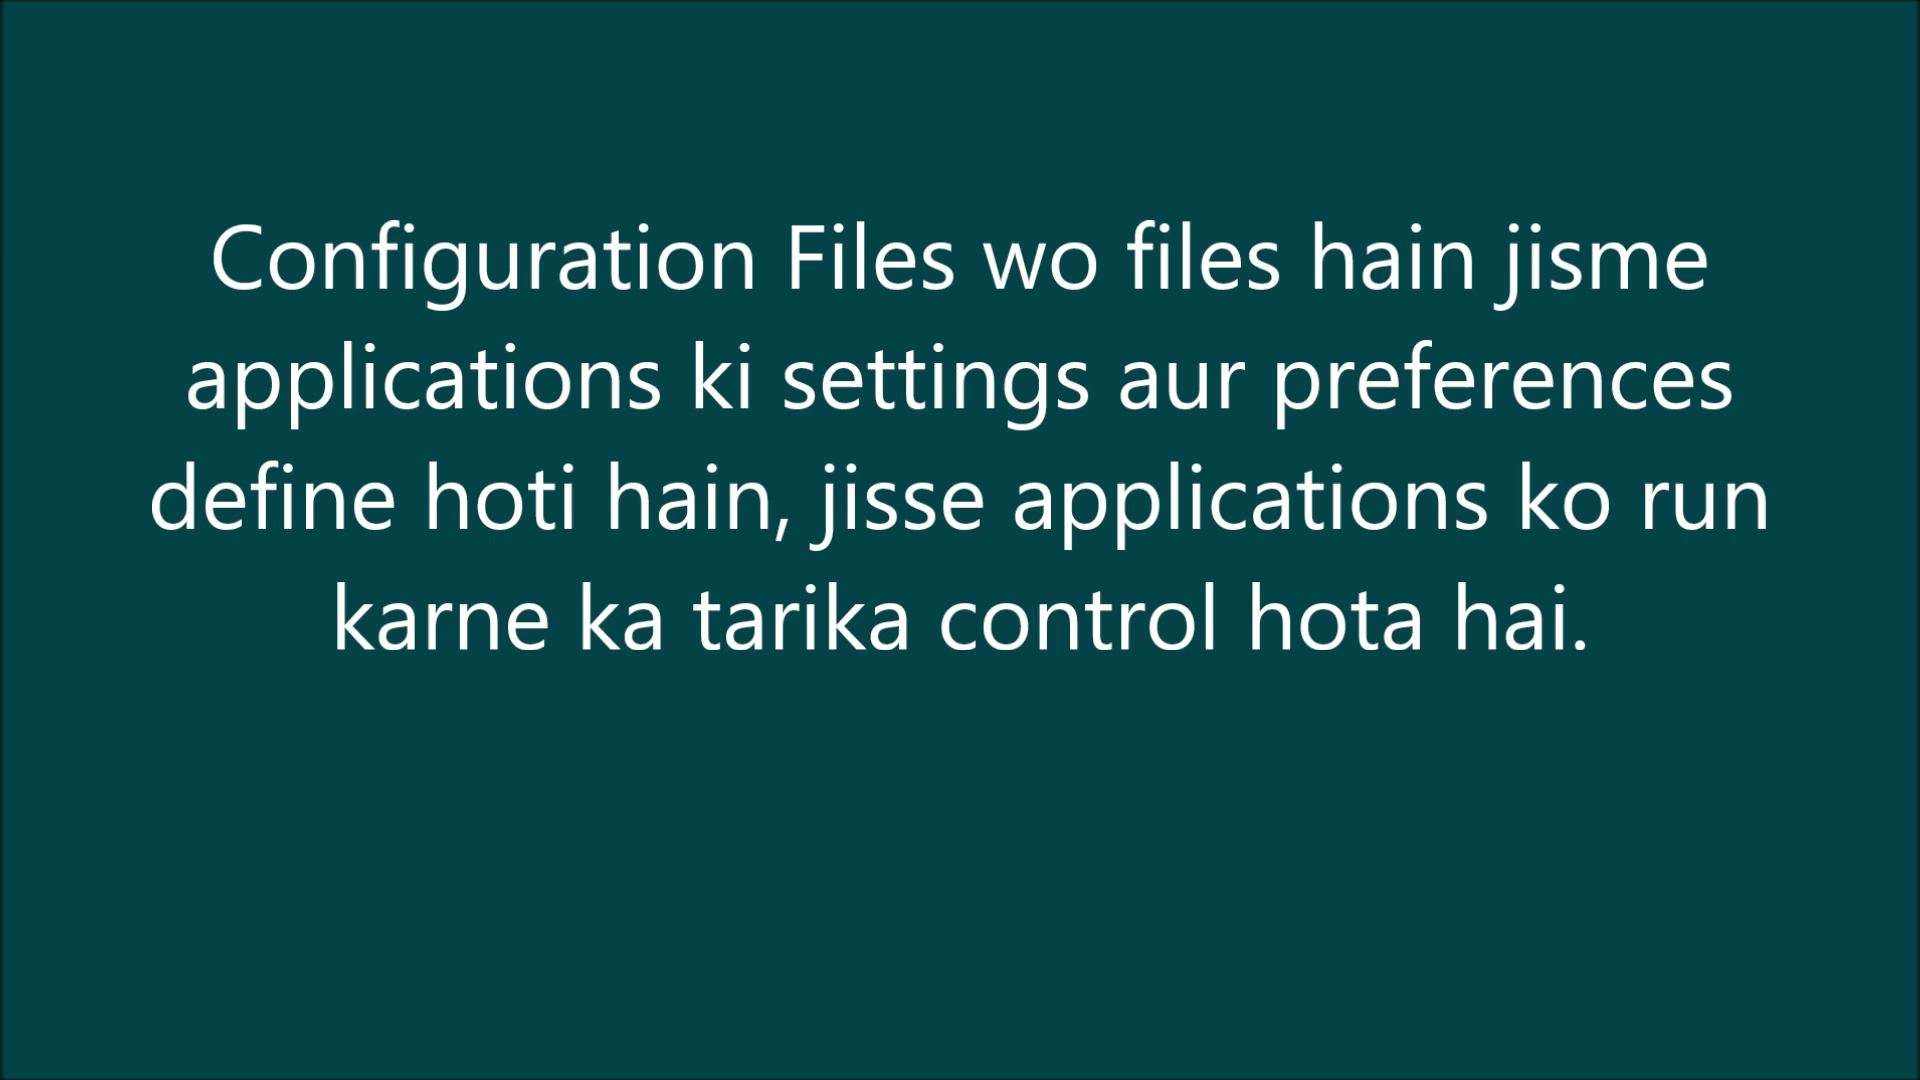 Configuration Files wo files hain jisme
applications ki settings aur preferences
define hoti hain, jisse applications ko run
karne ka tarika control hota hai.